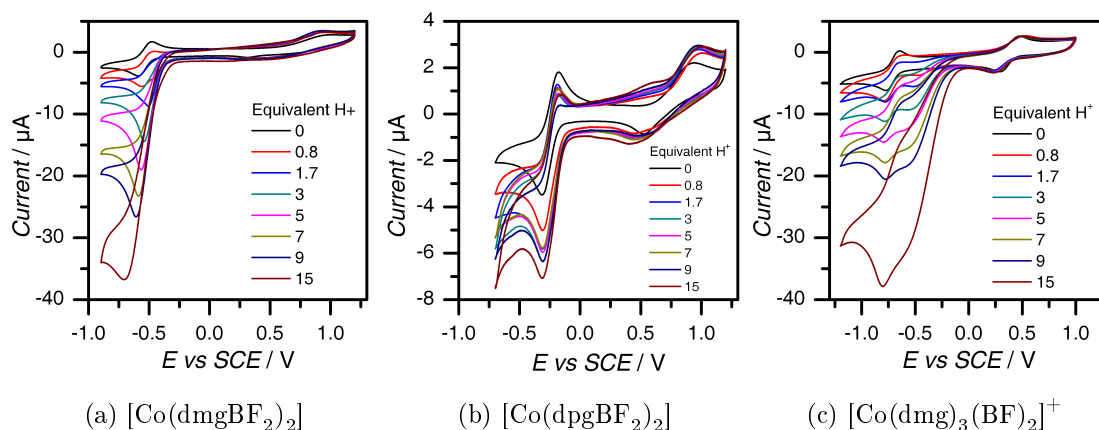 0
-10
-20
-30
-40
Current / µA
-1.0 -0.5 0.0 0.5 1.0
E vs SCE / V
Equivalent H+
0
0.8
1.7
3
5
7
9
15
(a) [Co(dmgBF₂)₂]
4
2
0
-2
-4
-6
-8
Current / µA
-1.0 -0.5 0.0 0.5 1.0
E vs SCE / V
Equivalent H⁺
0
0.8
1.7
3
5
7
9
15
(b) [Co(dpgBF₂)₂]
0
-10
-20
-30
-40
Current / µA
-1.0 -0.5 0.0 0.5 1.0
E vs SCE / V
Equivalent H⁺
0
0.8
1.7
3
5
7
9
15
(c) [Co(dmg)₃(BF)₂]⁺